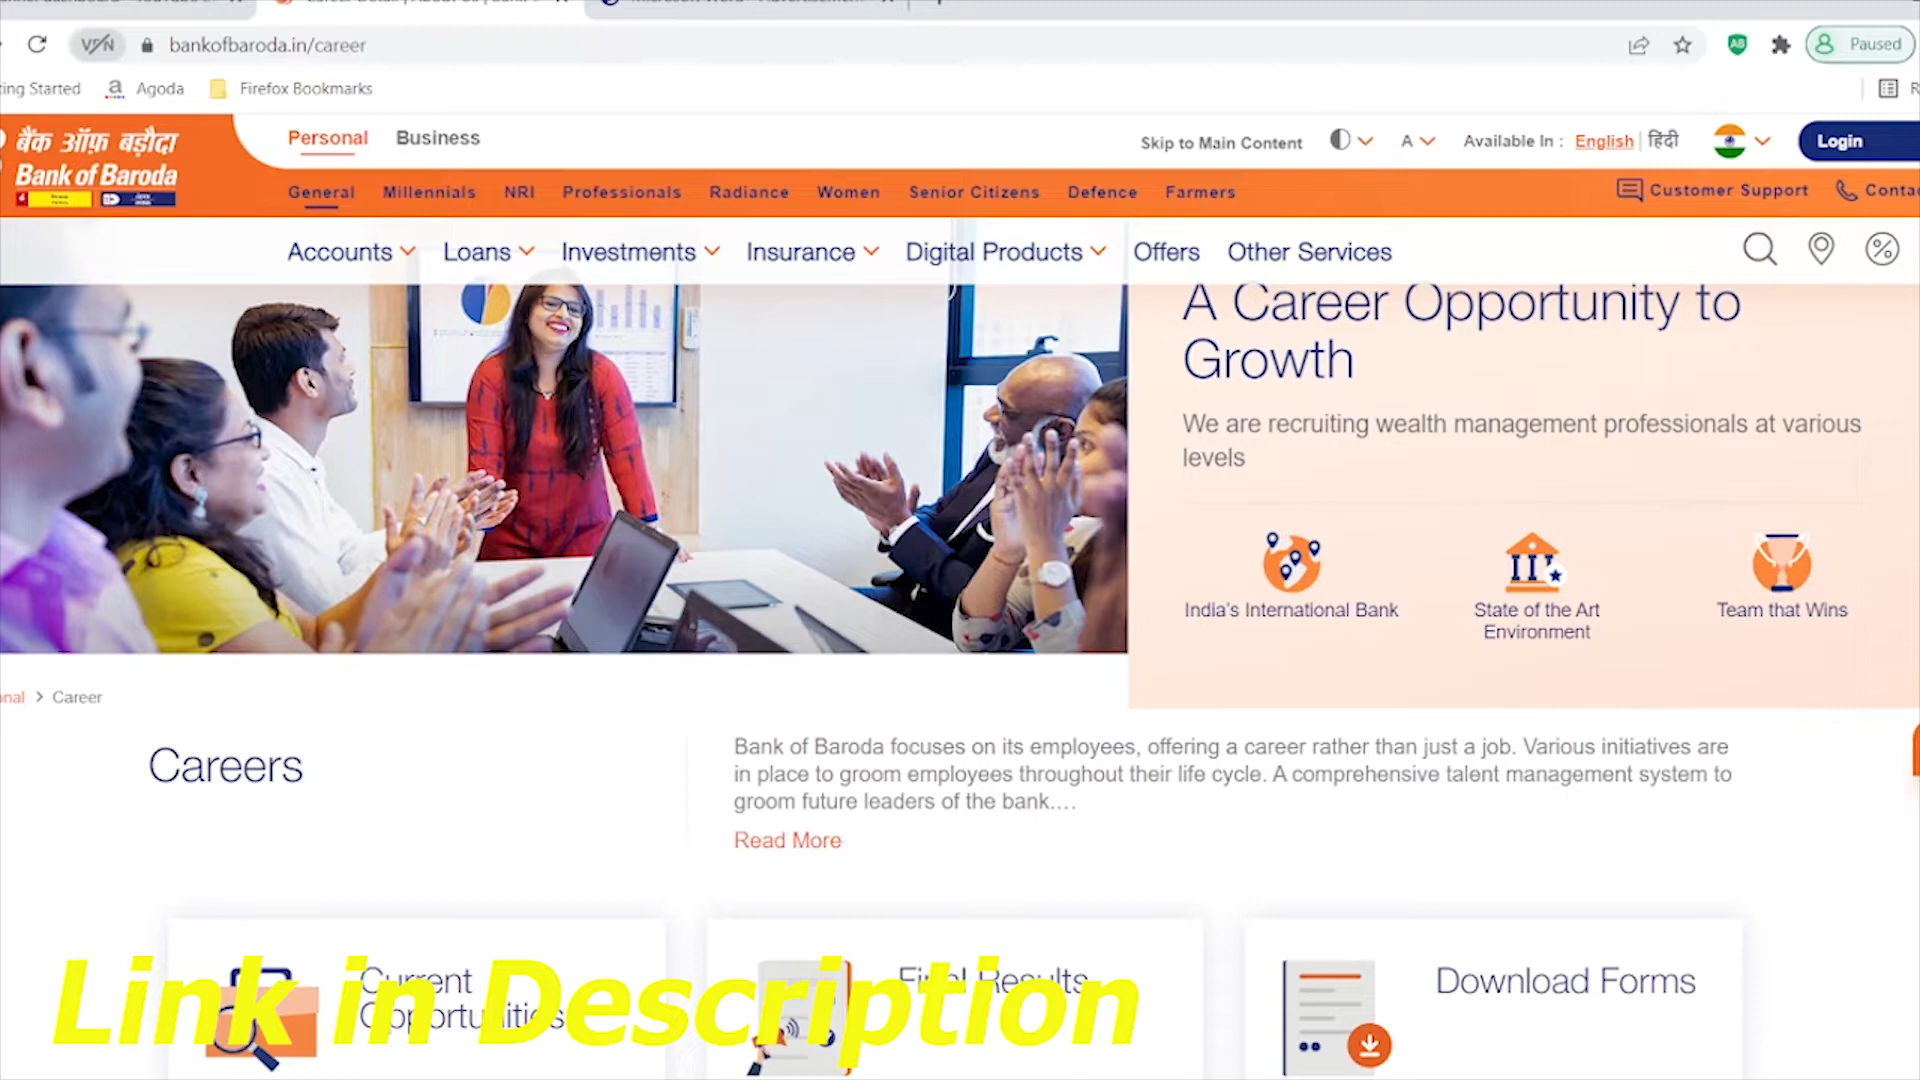 VPN
bankofbaroda.in/career
Paused
ing Started
Agoda
Firefox Bookmarks
बैंक ऑफ़ बड़ौदा
Bank of Baroda
Personal
Business
Skip to Main Content
A
Available In :
English
हिंदी
Login
General
Millennials
NRI
Professionals
Radiance
Women
Senior Citizens
Defence
Farmers
Customer Support
Accounts
Loans
Investments
Insurance
Digital Products
Offers
Other Services
A Career Opportunity to
Growth
We are recruiting wealth management professionals at various
levels
India's International Bank
State of the Art
Environment
Team that Wins
Career
Careers
Bank of Baroda focuses on its employees, offering a career rather than just a job. Various initiatives are
in place to groom employees throughout their life cycle. A comprehensive talent management system to
groom future leaders of the bank....
Read More
Current
Opportunities
Final Results
Download Forms
Link in Description